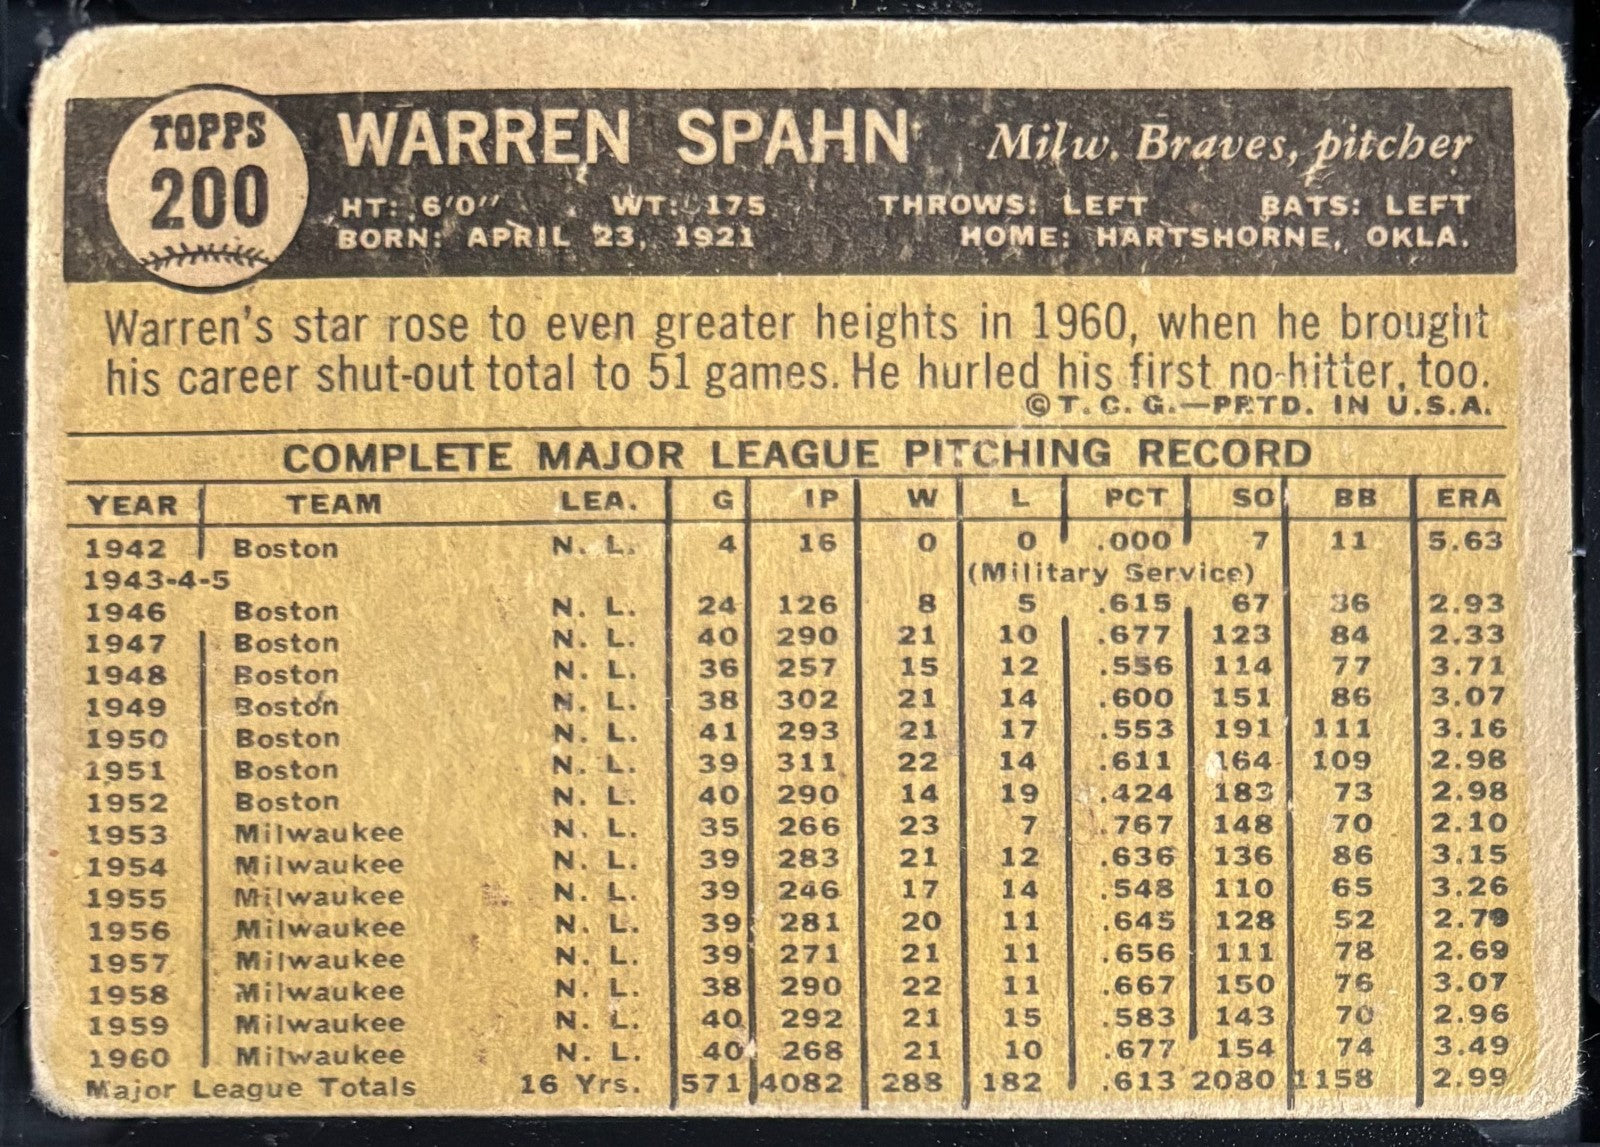 TOPPS
200
WARREN SPAHN Milw. Braves, pitcher
HT: 6'0" WT: 175 THROWS: LEFT BATS: LEFT
BORN: APRIL 23, 1921 HOME: HARTSHORNE, OKLA.
Warren's star rose to even greater heights in 1960, when he brought
his career shut-out total to 51 games. He hurled his first no-hitter, too.
© T. C. G.—PRTD. IN U.S.A.
COMPLETE MAJOR LEAGUE PITCHING RECORD
YEAR TEAM LEA. G IP W L PCT SO BB ERA
1942 Boston N. L. 4 16 0 0 .000 7 11 5.63
1943-4-5 (Military Service)
1946 Boston N. L. 24 126 8 5 .615 67 36 2.93
1947 Boston N. L. 40 290 21 10 .677 123 84 2.33
1948 Boston N. L. 36 257 15 12 .556 114 77 3.71
1949 Boston N. L. 38 302 21 14 .600 151 86 3.07
1950 Boston N. L. 41 293 21 17 .553 191 111 3.16
1951 Boston N. L. 39 311 22 14 .611 164 109 2.98
1952 Boston N. L. 40 290 14 19 .424 183 73 2.98
1953 Milwaukee N. L. 35 266 23 7 .767 148 70 2.10
1954 Milwaukee N. L. 39 283 21 12 .636 136 86 3.15
1955 Milwaukee N. L. 39 246 17 14 .548 110 65 3.26
1956 Milwaukee N. L. 39 281 20 11 .645 128 52 2.79
1957 Milwaukee N. L. 39 271 21 11 .656 111 78 2.69
1958 Milwaukee N. L. 38 290 22 11 .667 150 76 3.07
1959 Milwaukee N. L. 40 292 21 15 .583 143 70 2.96
1960 Milwaukee N. L. 40 268 21 10 .677 154 74 3.49
Major League Totals 16 Yrs. 571 4082 288 182 .613 2080 1158 2.99